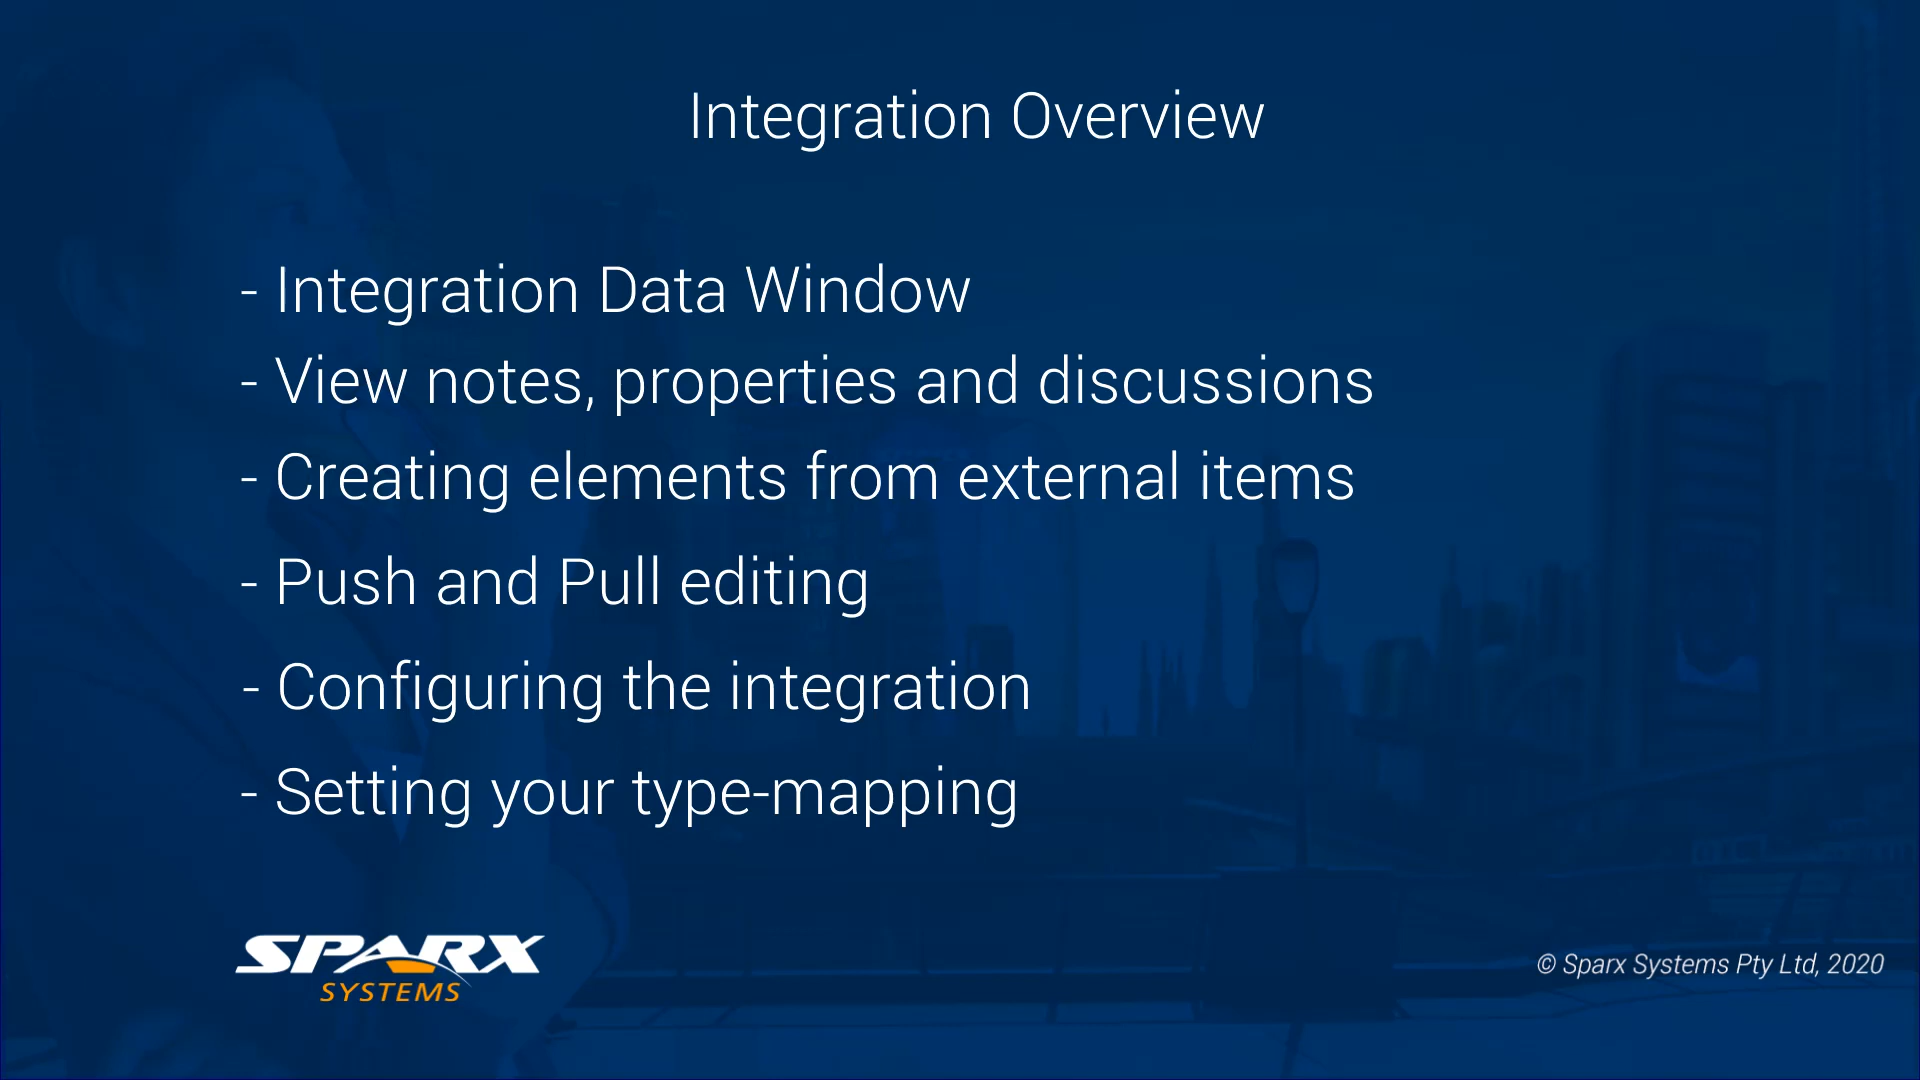 Integration Overview
- Integration Data Window
- View notes, properties and discussions
- Creating elements from external items
- Push and Pull editing
- Configuring the integration
- Setting your type-mapping
SPARX
SYSTEMS
© Sparx Systems Pty Ltd, 2020